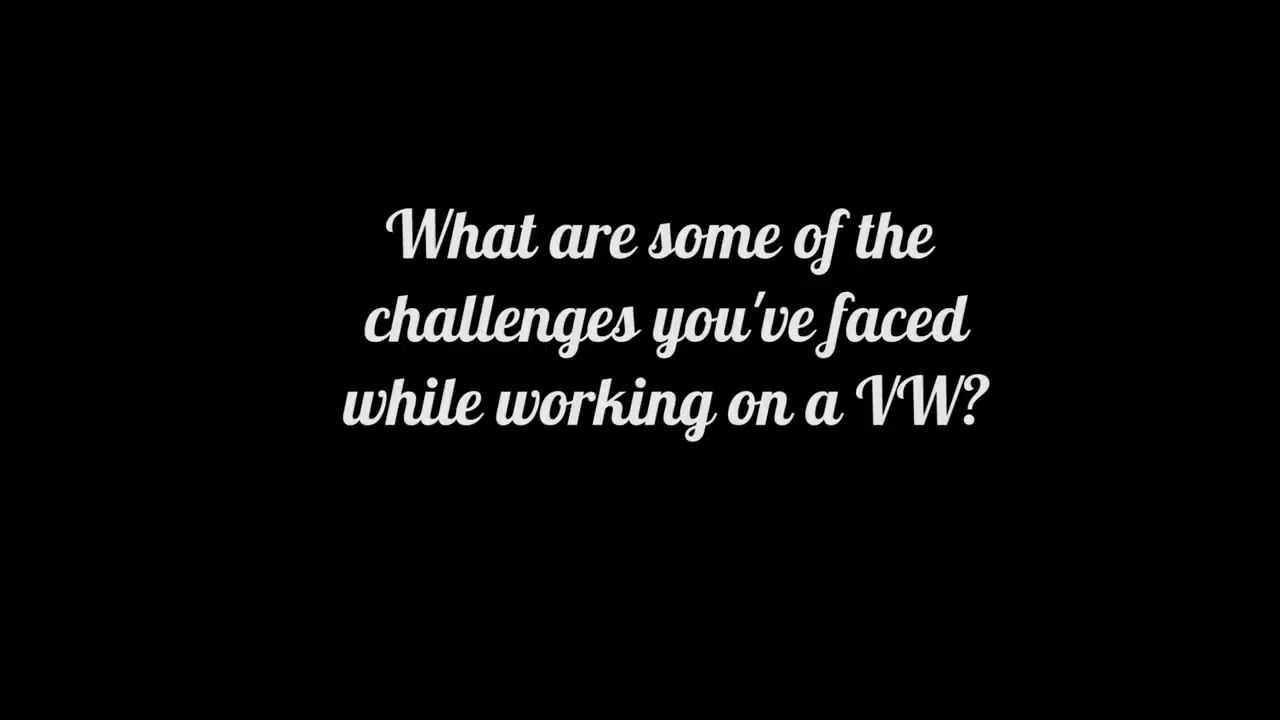 What are some of the
challenges you've faced
while working on a VW?